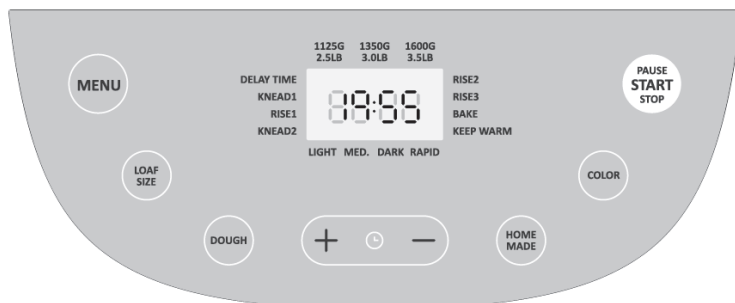 1125G 1350G 1600G
2.5LB 3.0LB 3.5LB
MENU
DELAY TIME
KNEAD1
RISE1
KNEAD2
19:55
RISE2
RISE3
BAKE
KEEP WARM
LIGHT MED. DARK RAPID
PAUSE
START
STOP
LOAF
SIZE
COLOR
DOUGH
+ −
HOME
MADE